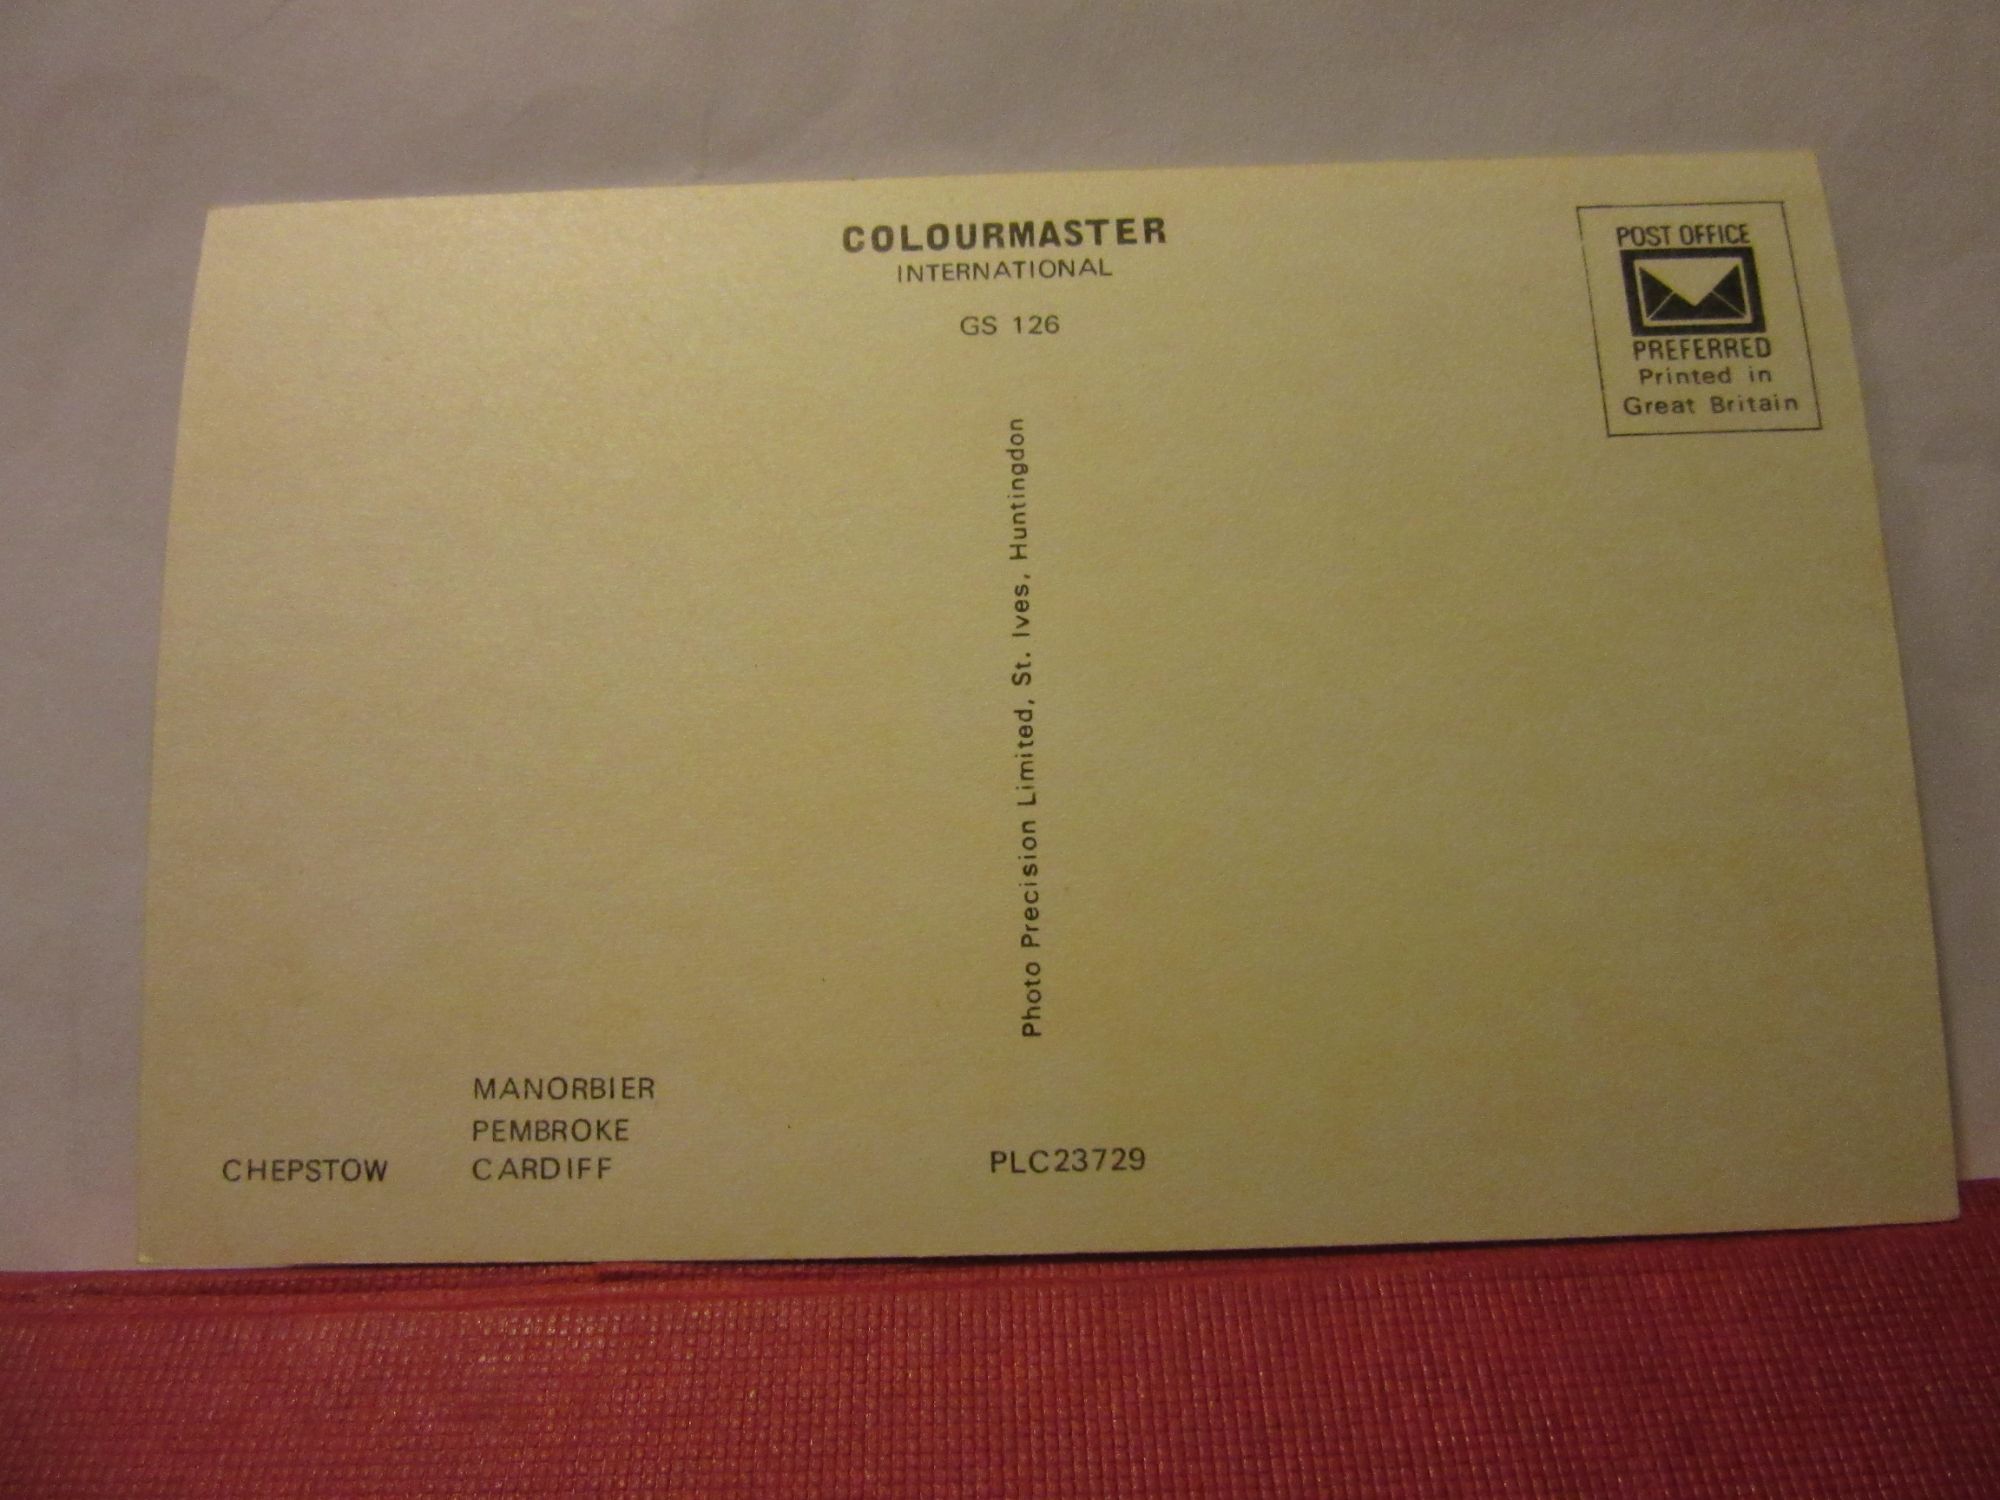 COLOURMASTER
INTERNATIONAL
GS 126
POST OFFICE
PREFERRED
Printed in
Great Britain
Photo Precision Limited, St. Ives, Huntingdon
MANORBIER
PEMBROKE
CHEPSTOW CARDIFF
PLC23729